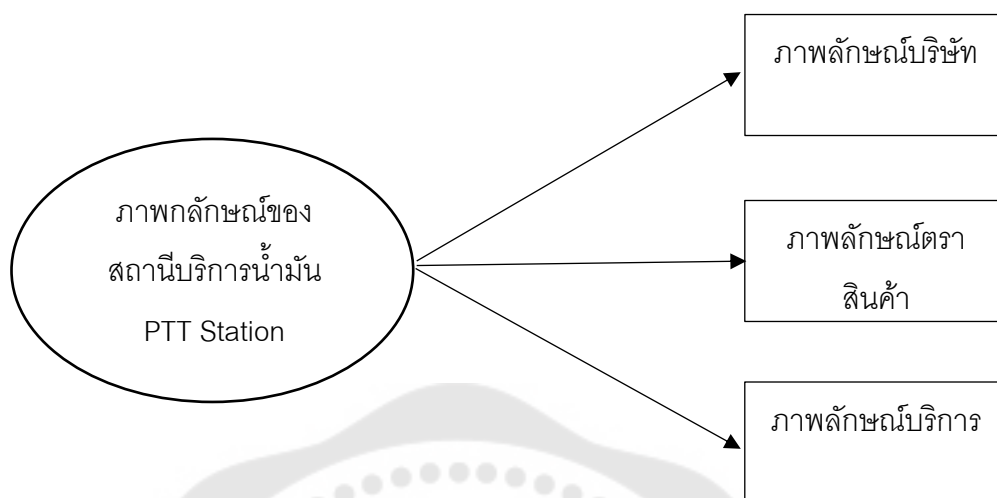 ภาพลักษณ์บริษัท
ภาพกลักษณ์ของ
สถานีบริการน้ำมัน
PTT Station
ภาพลักษณ์ตรา
สินค้า
ภาพลักษณ์บริการ